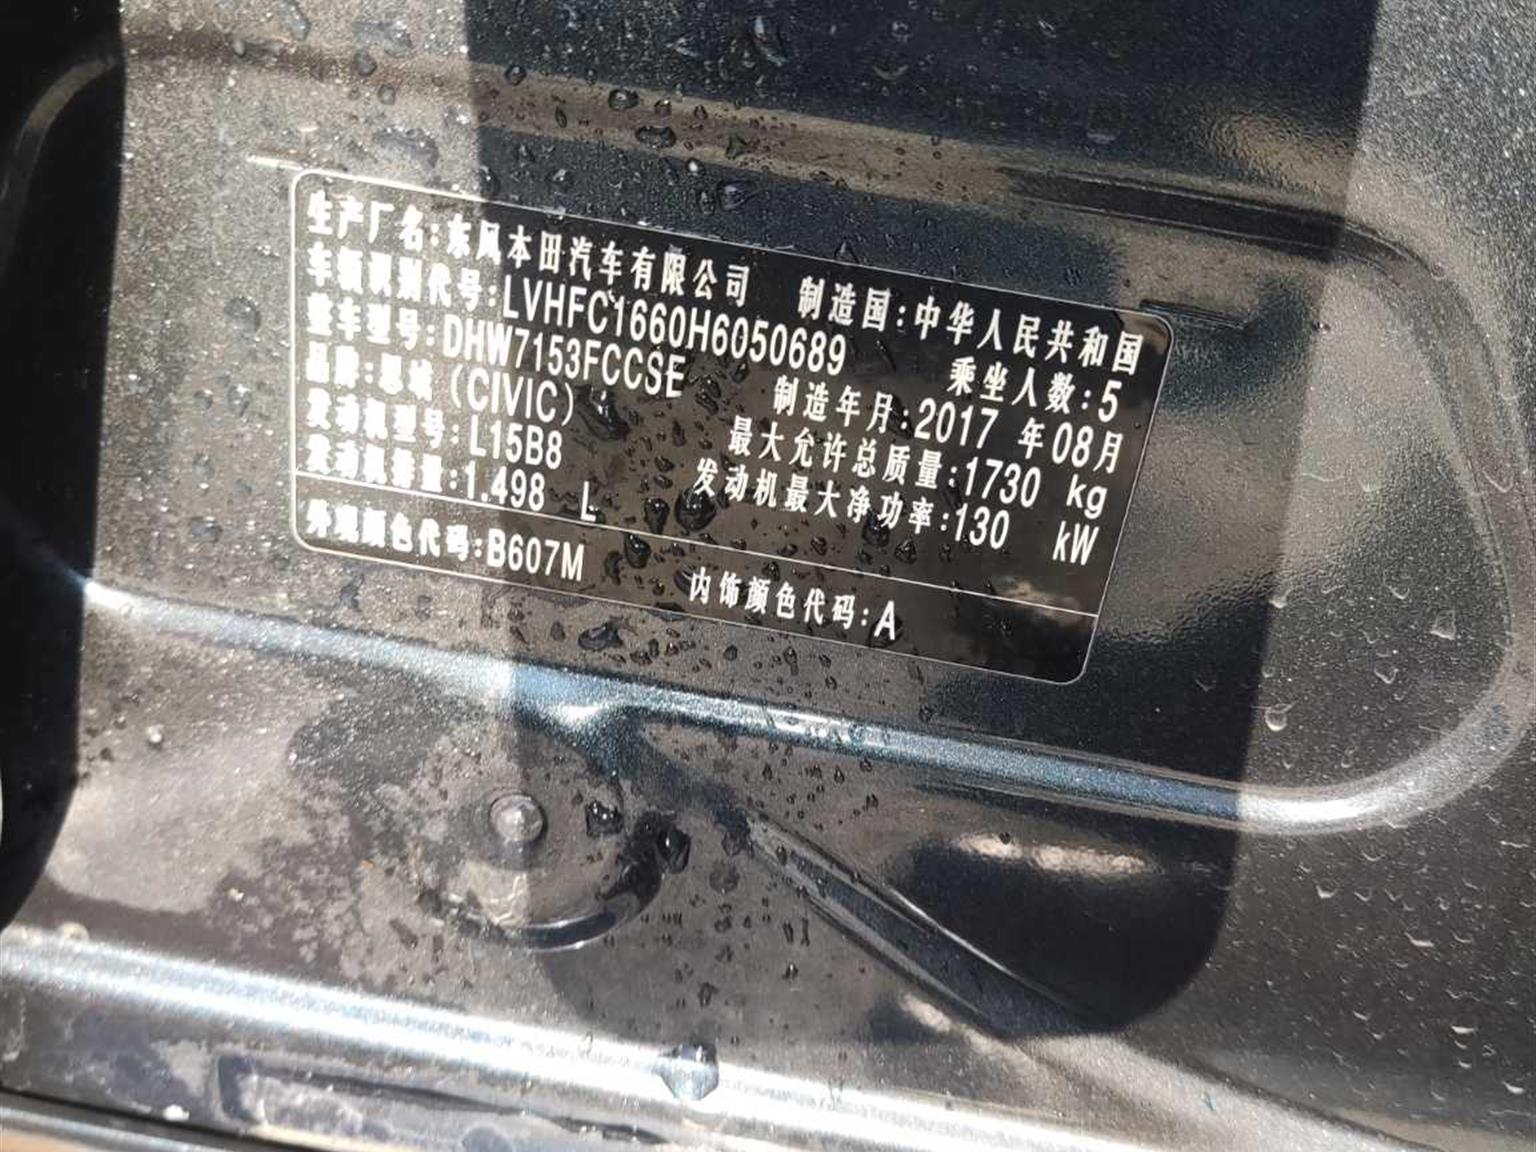 生产厂名:东风本田汽车有限公司 制造国:中华人民共和国
车辆识别代号:LVHFC1660H6050689 乘坐人数:5
整车型号:DHW7153FCCSE 制造年月:2017 年08月
品牌:思域(CIVIC) 最大允许总质量:1730 kg
发动机型号:L15B8 发动机最大净功率:130 kW
发动机容量:1.498 L
外观颜色代码:B607M 内饰颜色代码:A